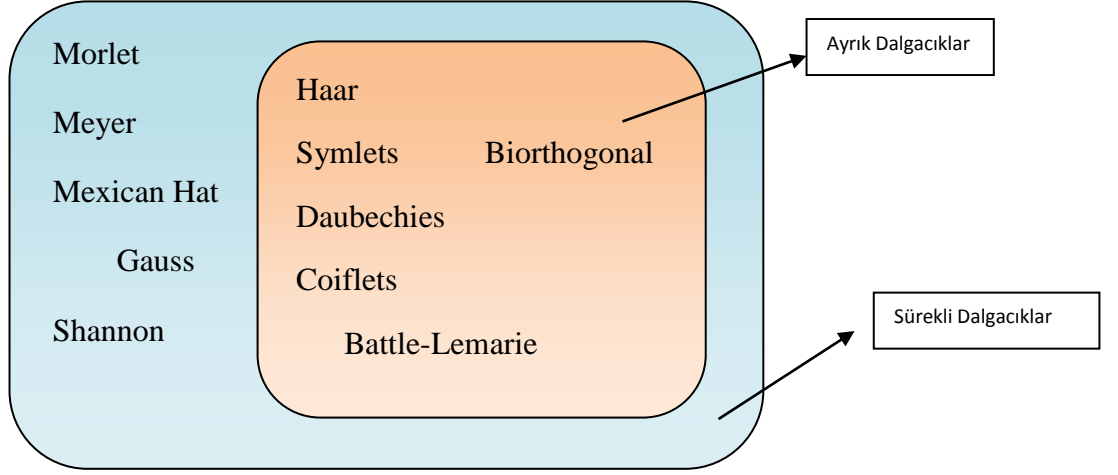 Morlet
Meyer
Mexican Hat
Gauss
Shannon
Haar
Symlets Biorthogonal
Daubechies
Coiflets
Battle-Lemarie
Ayrık Dalgacıklar
Sürekli Dalgacıklar